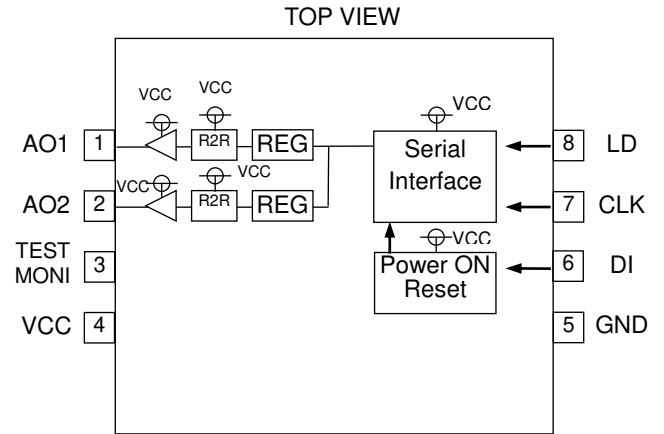 TOP VIEW
VCC
VCC
VCC
AO1 1 R2R REG Serial Interface 8 LD
VCC
VCC
AO2 2 R2R REG 7 CLK
VCC
TEST MONI 3 Power ON Reset 6 DI
VCC 4 5 GND